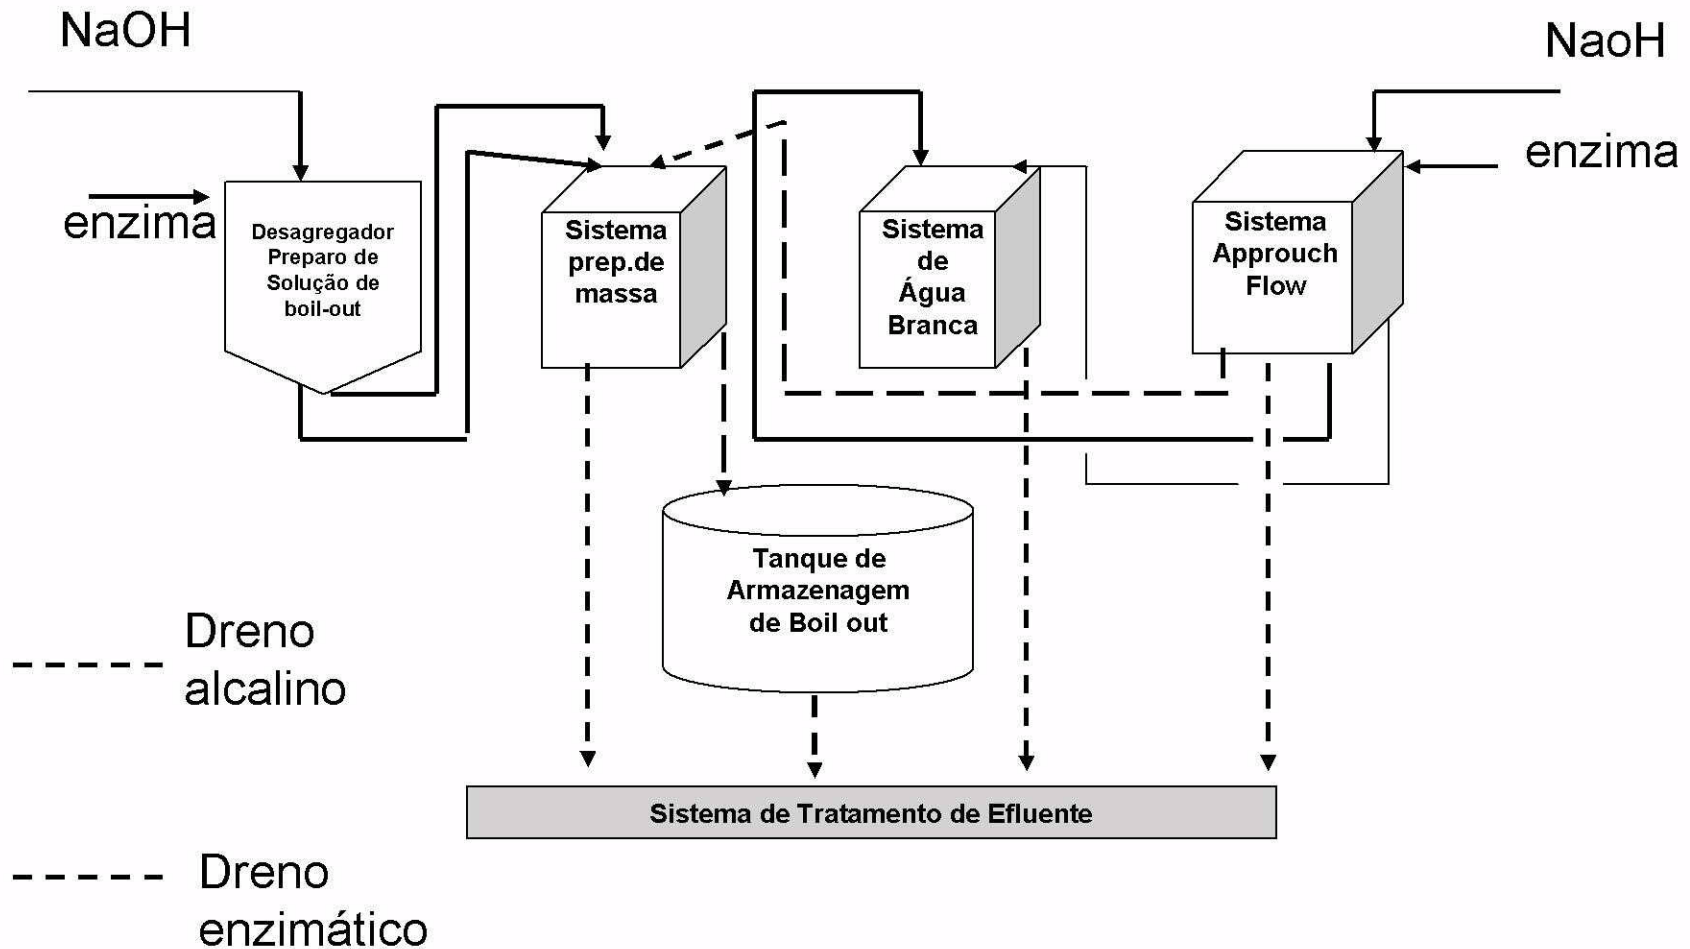 NaOH
NaoH
enzima
enzima
Desagregador
Preparo de
Solução de
boil-out
Sistema
prep.de
massa
Sistema
de
Água
Branca
Sistema
Approuch
Flow
Tanque de
Armazenagem
de Boil out
Dreno
alcalino
Sistema de Tratamento de Efluente
Dreno
enzimático